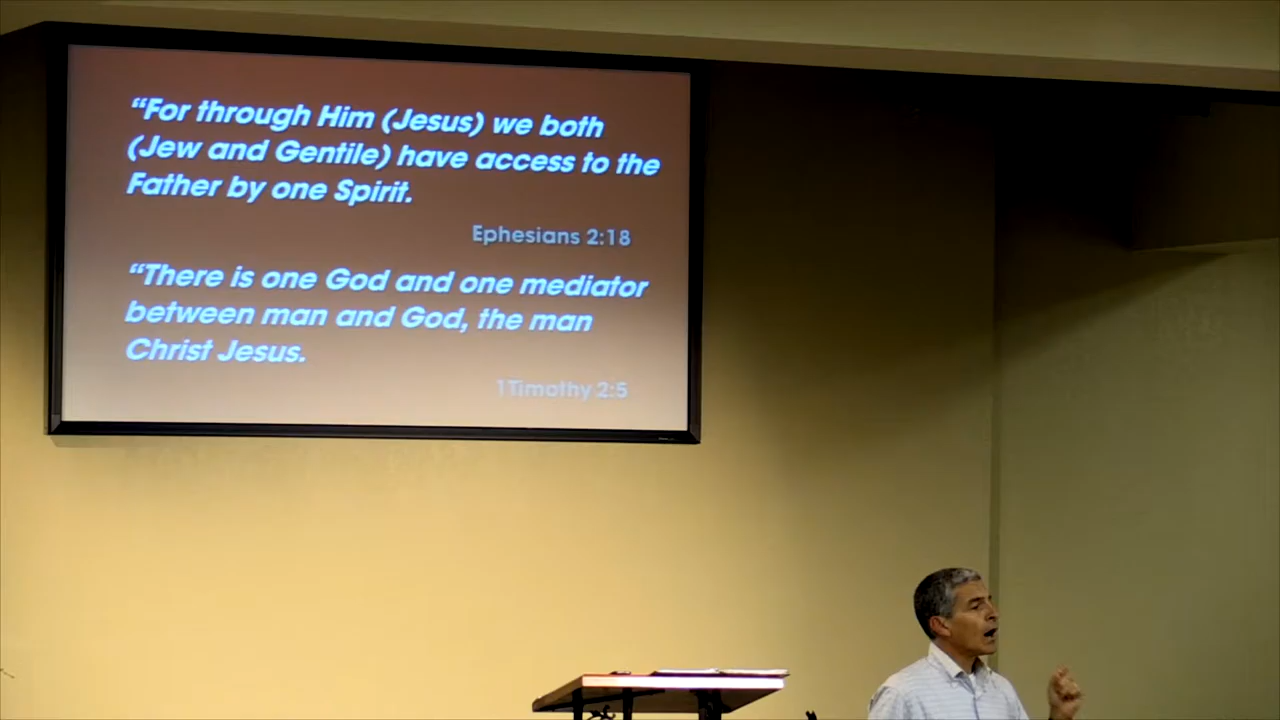 “For through Him (Jesus) we both
(Jew and Gentile) have access to the
Father by one Spirit.
Ephesians 2:18
“There is one God and one mediator
between man and God, the man
Christ Jesus.
1Timothy 2:5